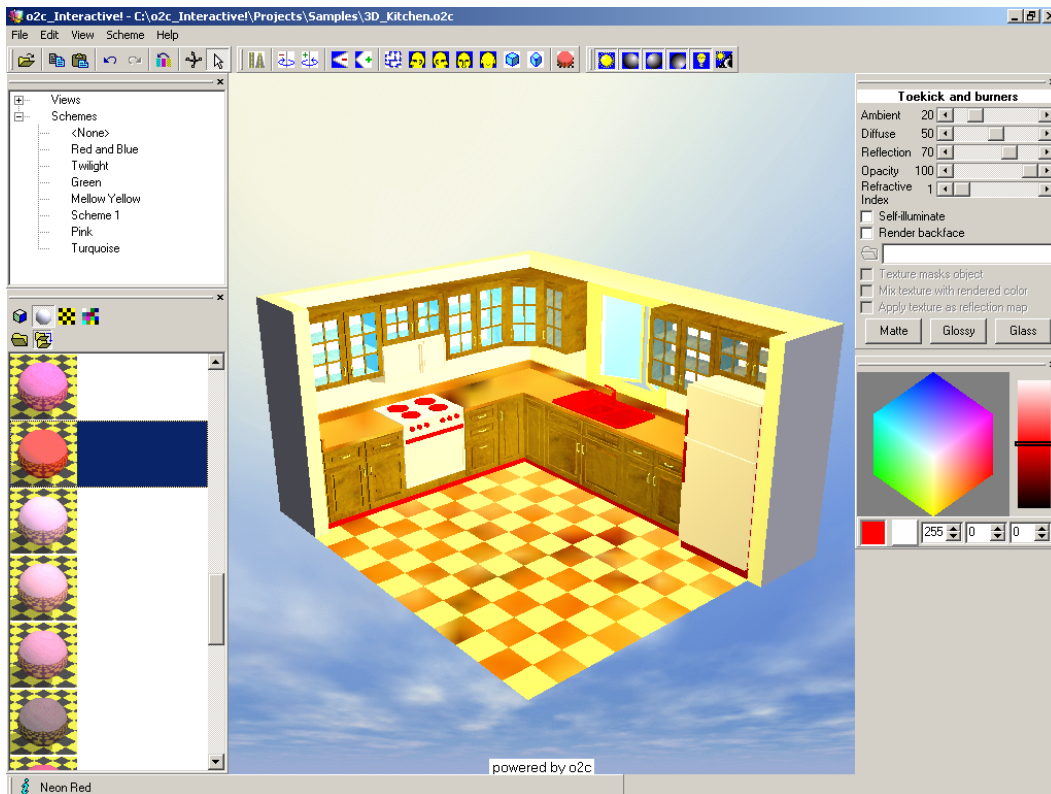 o2c_Interactive! - C:\o2c_Interactive!\Projects\Samples\3D_Kitchen.o2c
File Edit View Scheme Help
Views
Schemes
<None>
Red and Blue
Twilight
Green
Mellow Yellow
Scheme 1
Pink
Turquoise
Toekick and burners
Ambient 20
Diffuse 50
Reflection 70
Opacity 100
Refractive Index 1
Self-illuminate
Render backface
Texture masks object
Mix texture with rendered color
Apply texture as reflection map
Matte Glossy Glass
255 0 0
powered by o2c
Neon Red